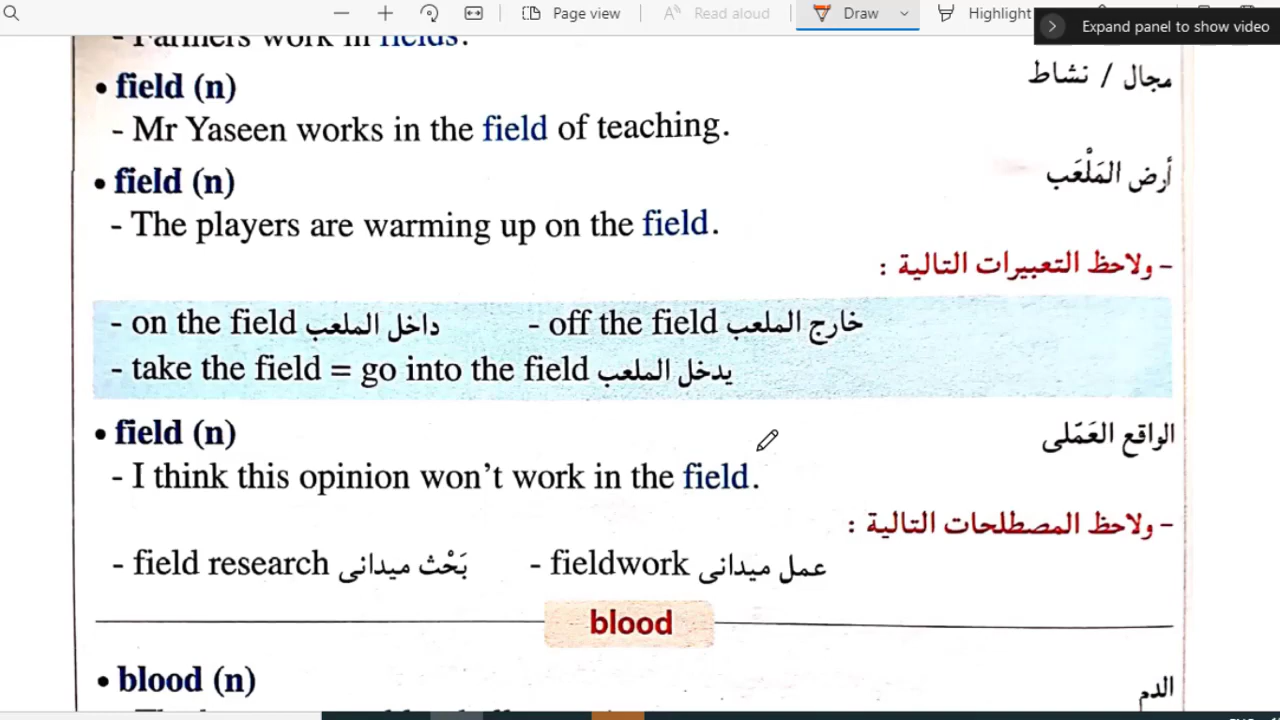 Page view
Read aloud
Draw
Highlight
Expand panel to show video
- Farmers work in fields.
• field (n) مجال / نشاط
- Mr Yaseen works in the field of teaching.
• field (n) أرض المَلْعَب
- The players are warming up on the field.
- ولاحظ التعبيرات التالية :
- on the field داخل الملعب - off the field خارج الملعب
- take the field = go into the field يدخل الملعب
• field (n) الواقع العَمَلى
- I think this opinion won't work in the field.
- ولاحظ المصطلحات التالية :
- field research بَحْث ميدانى - fieldwork عمل ميدانى
blood
• blood (n) الدم